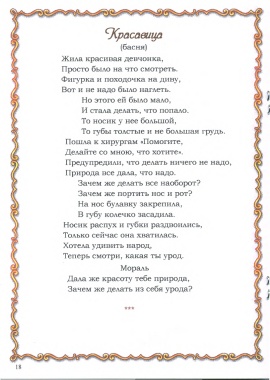 Красавица
(басня)
Жила красивая девчонка,
Просто было на что смотреть.
Фигурка и походочка на диву,
Вот и не надо было наглеть.
Но этого ей было мало,
И стала делать, что попало.
То носик у нее большой,
То губы толстые и не большая грудь.
Пошла к хирургам «Помогите,
Делайте со мною, что хотите».
Предупредили, что делать ничего не надо,
Природа все дала, что надо.
Зачем же делать все наоборот?
Зачем же портить нос и рот?
На нос булавку закрепила,
В губу колечко засадила.
Носик распух и губки раздвоились,
Только сейчас она хватилась.
Хотела удивить народ,
Теперь смотри, какая ты урод.
Мораль
Дала же красоту тебе природа,
Зачем же делать из себя урода?
***
18